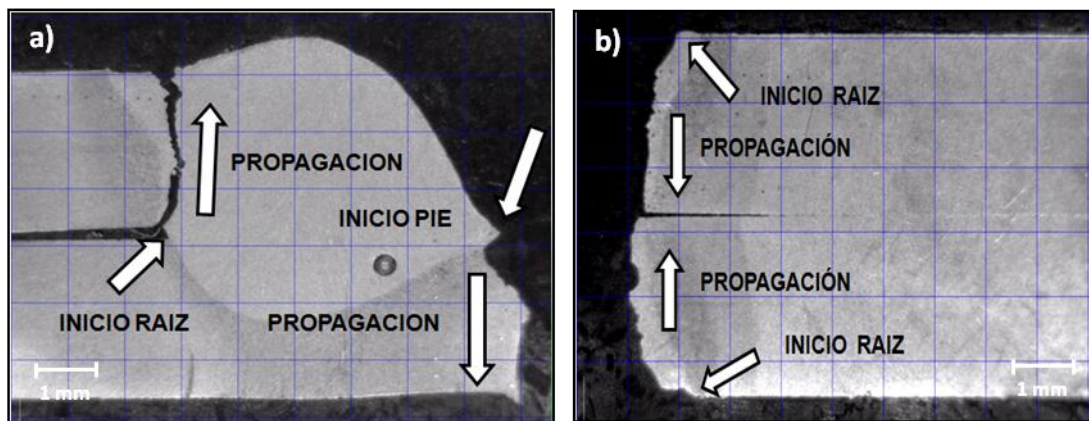 a)
PROPAGACION
INICIO PIE
INICIO RAIZ
PROPAGACION
1 mm
b)
INICIO RAIZ
PROPAGACIÓN
PROPAGACIÓN
INICIO RAIZ
1 mm